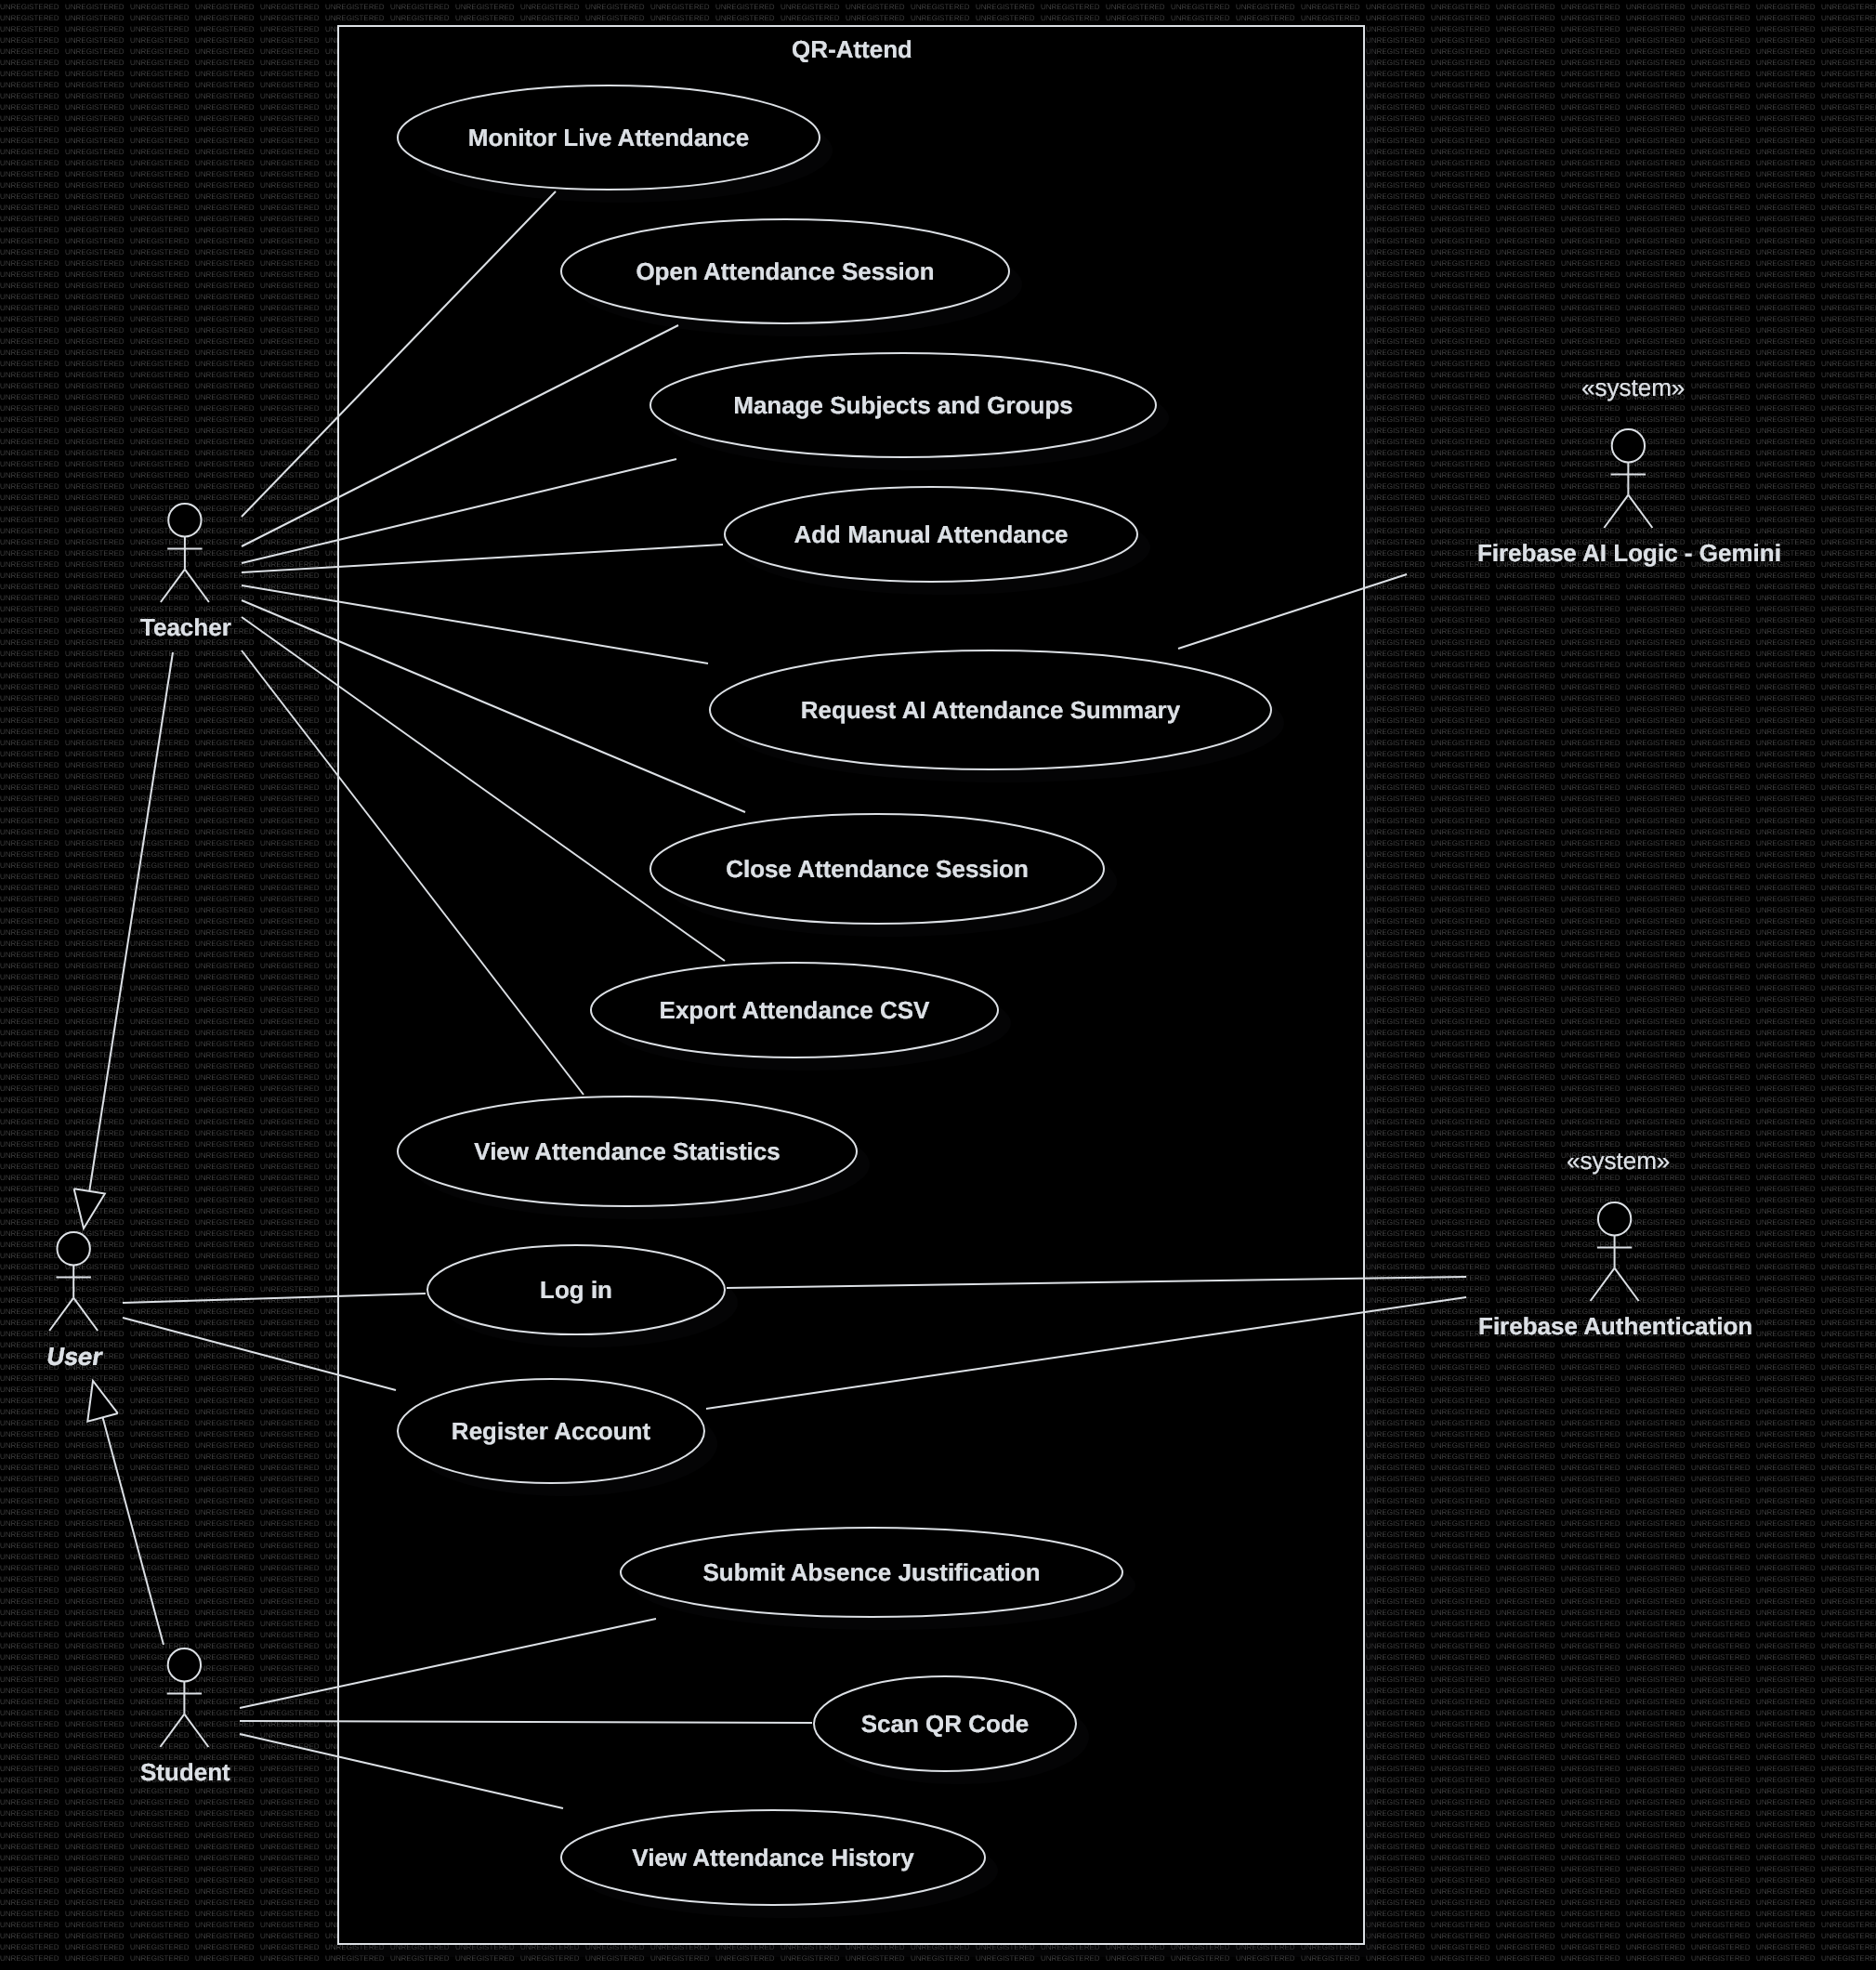 QR-Attend
Monitor Live Attendance
Open Attendance Session
Manage Subjects and Groups
«system»
Add Manual Attendance
Firebase AI Logic - Gemini
Teacher
Request AI Attendance Summary
Close Attendance Session
Export Attendance CSV
View Attendance Statistics
«system»
Log in
Firebase Authentication
User
Register Account
Submit Absence Justification
Scan QR Code
Student
View Attendance History
UNREGISTERED